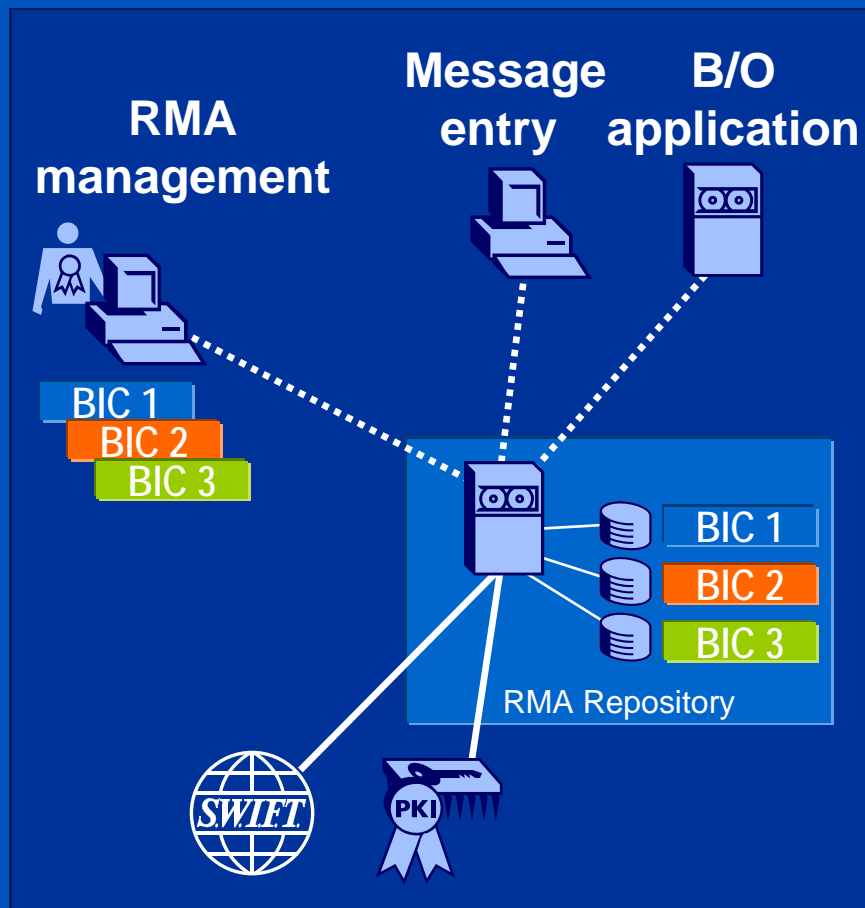 RMA
management
Message
entry
B/O
application
BIC 1
BIC 2
BIC 3
BIC 1
BIC 2
BIC 3
RMA Repository
S.W.I.F.T.
PKI